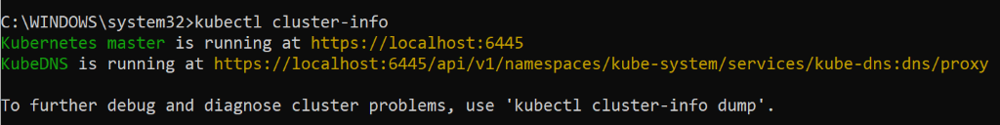 C:\WINDOWS\system32>kubectl cluster-info
Kubernetes master is running at https://localhost:6445
KubeDNS is running at https://localhost:6445/api/v1/namespaces/kube-system/services/kube-dns:dns/proxy
To further debug and diagnose cluster problems, use 'kubectl cluster-info dump'.